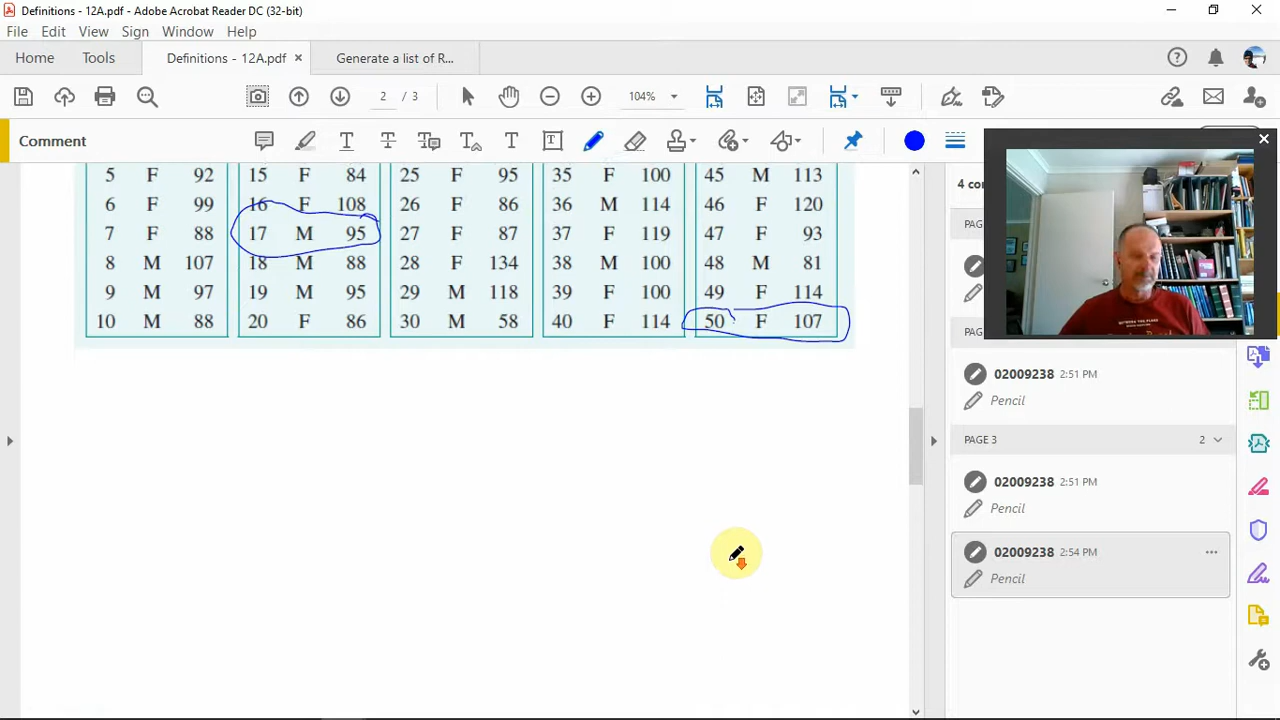 Definitions - 12A.pdf - Adobe Acrobat Reader DC (32-bit)
File Edit View Sign Window Help
Home Tools Definitions - 12A.pdf × Generate a list of R...
2 / 3 104%
Comment
5 F 92 15 F 84 25 F 95 35 F 100 45 M 113
6 F 99 16 F 108 26 F 86 36 M 114 46 F 120
7 F 88 17 M 95 27 F 87 37 F 119 47 F 93
8 M 107 18 M 88 28 F 134 38 M 100 48 M 81
9 M 97 19 M 95 29 M 118 39 F 100 49 F 114
10 M 88 20 F 86 30 M 58 40 F 114 50 F 107
4 co
PAG
PAG
02009238 2:51 PM
Pencil
PAGE 3 2
02009238 2:51 PM
Pencil
02009238 2:54 PM
Pencil